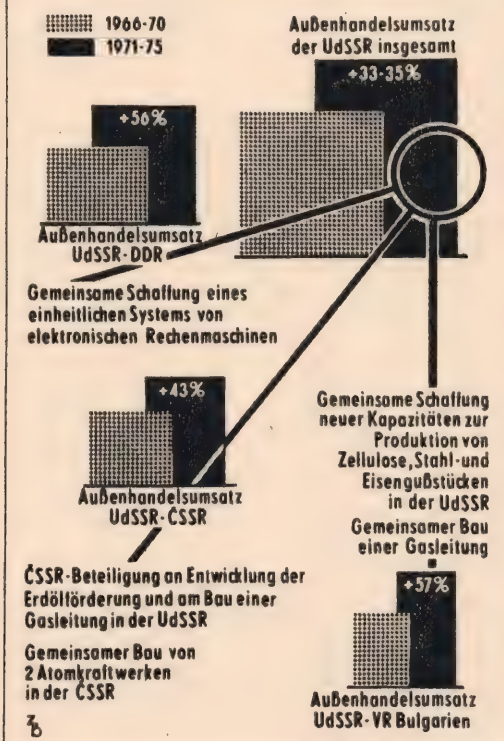 1966-70
1971-75
Außenhandelsumsatz
der UdSSR insgesamt
+33-35%
+56%
Außenhandelsumsatz
UdSSR-DDR
Gemeinsame Schaffung eines
einheitlichen Systems von
elektronischen Rechenmaschinen
+43%
Außenhandelsumsatz
UdSSR-ČSSR
ČSSR-Beteiligung an Entwicklung der
Erdölförderung und am Bau einer
Gasleitung in der UdSSR
Gemeinsamer Bau von
2 Atomkraftwerken
in der ČSSR
Gemeinsame Schaffung
neuer Kapazitäten zur
Produktion von
Zellulose, Stahl- und
Eisengußstücken
in der UdSSR
Gemeinsamer Bau
einer Gasleitung
+57%
Außenhandelsumsatz
UdSSR-VR Bulgarien